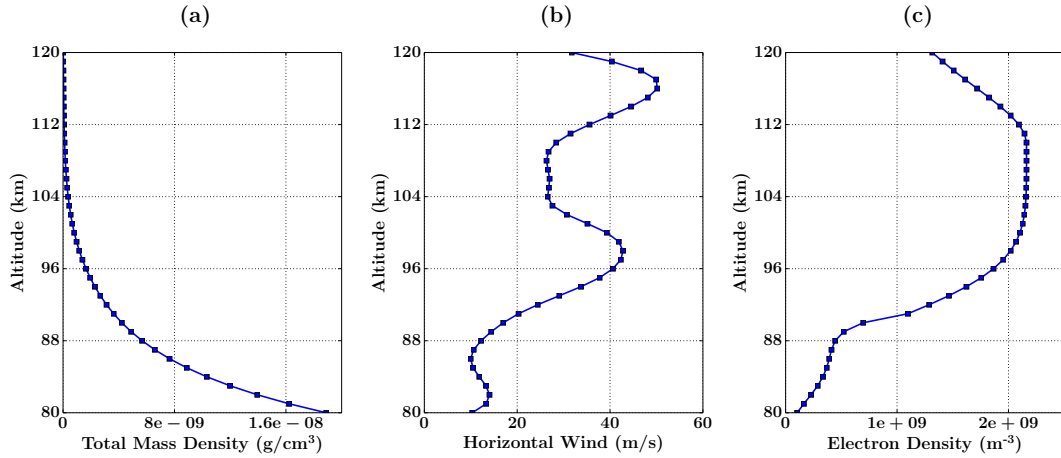 (a)
(b)
(c)
120
112
104
96
88
80
Altitude (km)
0
8e − 09
1.6e − 08
Total Mass Density (g/cm³)
120
112
104
96
88
80
Altitude (km)
0
20
40
60
Horizontal Wind (m/s)
120
112
104
96
88
80
Altitude (km)
0
1e + 09
2e + 09
Electron Density (m⁻³)